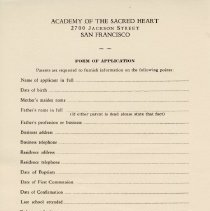 ACADEMY OF THE SACRED HEART
2700 JACKSON STREET
SAN FRANCISCO
FORM OF APPLICATION
Parents are requested to furnish information on the following points:
Name of applicant in full
Date of birth
Mother's maiden name
Father's name in full
(if either parent is dead please state that fact)
Father's profession or business
Business address
Business telephone
Residence address
Residence telephone
Date of Baptism
Date of First Communion
Date of Confirmation
Last school attended